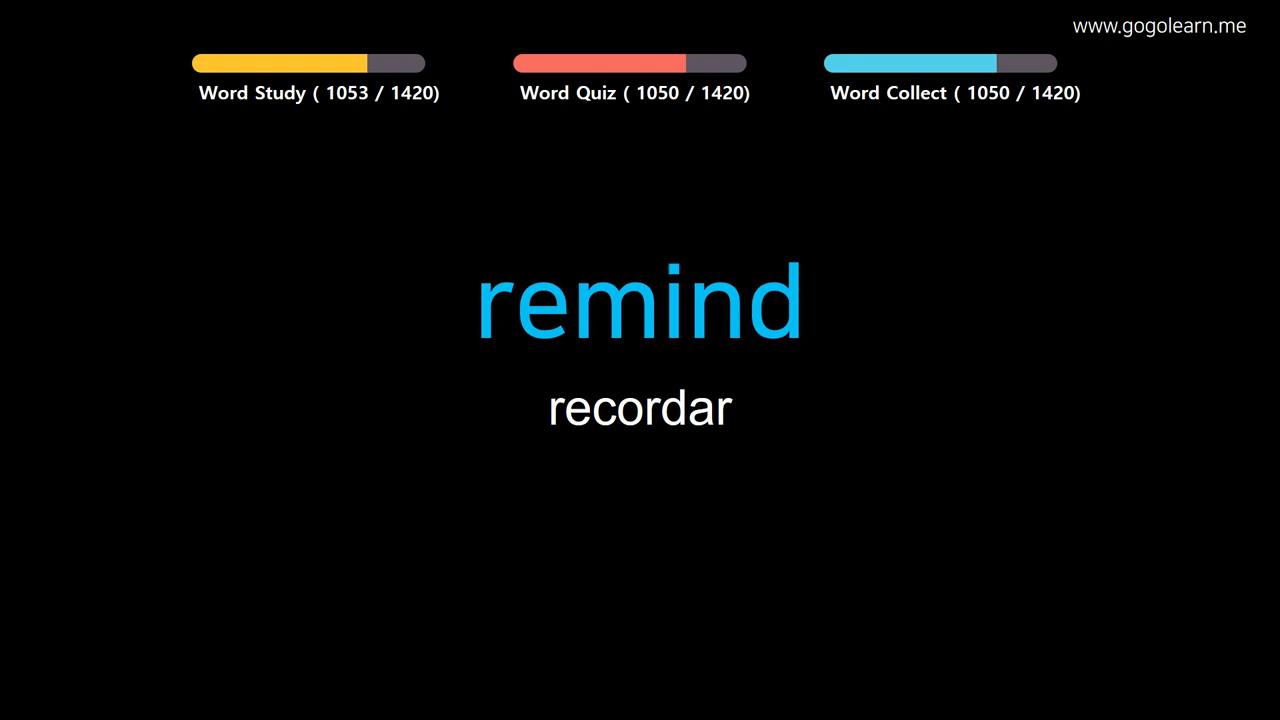 www.gogolearn.me
Word Study ( 1053 / 1420)
Word Quiz ( 1050 / 1420)
Word Collect ( 1050 / 1420)
remind
recordar